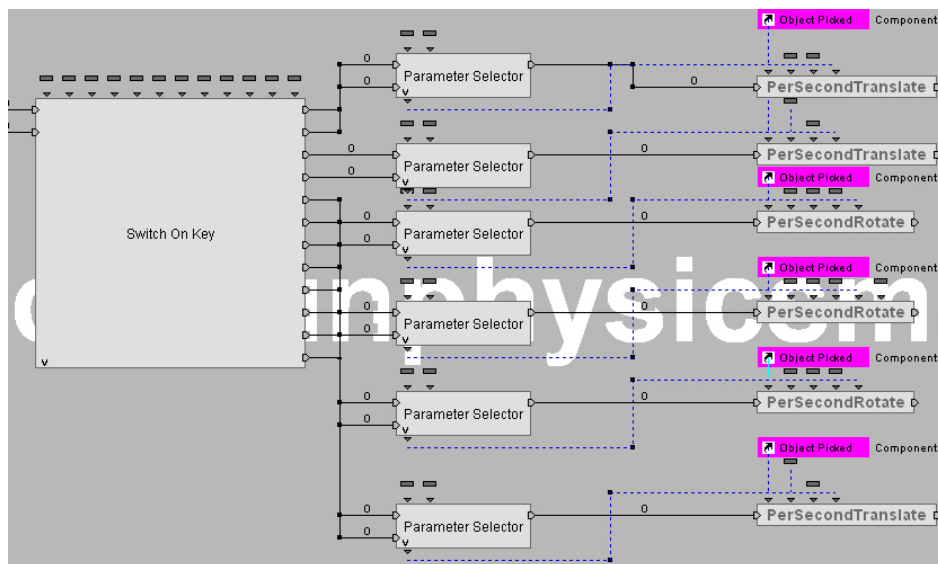 Object Picked Component
0
0 Parameter Selector 0 PerSecondTranslate
V
0 Parameter Selector 0 PerSecondTranslate
0
V
Object Picked Component
0 Parameter Selector 0 PerSecondRotate
Switch On Key
0
V
Object Picked Component
0 Parameter Selector 0 PerSecondRotate
0
V
V
Object Picked Component
0 Parameter Selector 0 PerSecondRotate
0
V
Object Picked Component
0 Parameter Selector 0 PerSecondTranslate
0
V